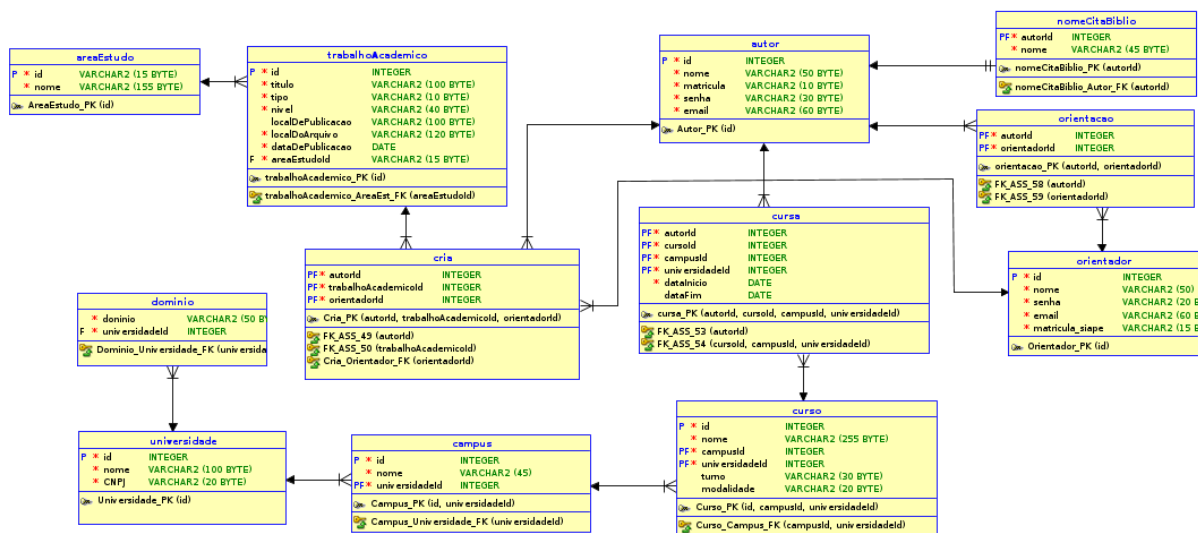 areaEstudo
P * id VARCHAR2 (15 BYTE)
* nome VARCHAR2 (155 BYTE)
AreaEstudo_PK (id)
trabalhoAcademico
P * id INTEGER
* titulo VARCHAR2 (100 BYTE)
* tipo VARCHAR2 (10 BYTE)
* nivel VARCHAR2 (40 BYTE)
localDePublicacao VARCHAR2 (100 BYTE)
* localDoArquivo VARCHAR2 (120 BYTE)
* dataDePublicacao DATE
F * areaEstudoId VARCHAR2 (15 BYTE)
trabalhoAcademico_PK (id)
trabalhoAcademico_AreaEst_FK (areaEstudoId)
autor
P * id INTEGER
* nome VARCHAR2 (50 BYTE)
* matricula VARCHAR2 (10 BYTE)
* senha VARCHAR2 (30 BYTE)
* email VARCHAR2 (60 BYTE)
Autor_PK (id)
nomeCitaBiblio
PF * autorId INTEGER
* nome VARCHAR2 (45 BYTE)
nomeCitaBiblio_PK (autorId)
nomeCitaBiblio_Autor_FK (autorId)
orientacao
PF * autorId INTEGER
PF * orientadorId INTEGER
orientacao_PK (autorId, orientadorId)
FK_ASS_58 (autorId)
FK_ASS_59 (orientadorId)
cria
PF * autorId INTEGER
PF * trabalhoAcademicoId INTEGER
PF * orientadorId INTEGER
Cria_PK (autorId, trabalhoAcademicoId, orientadorId)
FK_ASS_49 (autorId)
FK_ASS_50 (trabalhoAcademicoId)
Cria_Orientador_FK (orientadorId)
cursa
PF * autorId INTEGER
PF * cursoId INTEGER
PF * campusId INTEGER
PF * universidadeId INTEGER
* dataInicio DATE
dataFim DATE
cursa_PK (autorId, cursoId, campusId, universidadeId)
FK_ASS_53 (autorId)
FK_ASS_54 (cursoId, campusId, universidadeId)
orientador
P * id INTEGER
* nome VARCHAR2 (50)
* senha VARCHAR2 (20 B
* email VARCHAR2 (60 B
* matricula_siape VARCHAR2 (15 B
Orientador_PK (id)
dominio
* doninio VARCHAR2 (50 B
F * universidadeId INTEGER
Dominio_Universidade_FK (universida
universidade
P * id INTEGER
* nome VARCHAR2 (100 BYTE)
* CNPJ VARCHAR2 (20 BYTE)
Universidade_PK (id)
campus
P * id INTEGER
* nome VARCHAR2 (45)
PF * universidadeId INTEGER
Campus_PK (id, universidadeId)
Campus_Universidade_FK (universidadeId)
curso
P * id INTEGER
* nome VARCHAR2 (255 BYTE)
PF * campusId INTEGER
PF * universidadeId INTEGER
turno VARCHAR2 (30 BYTE)
modalidade VARCHAR2 (20 BYTE)
Curso_PK (id, campusId, universidadeId)
Curso_Campus_FK (campusId, universidadeId)